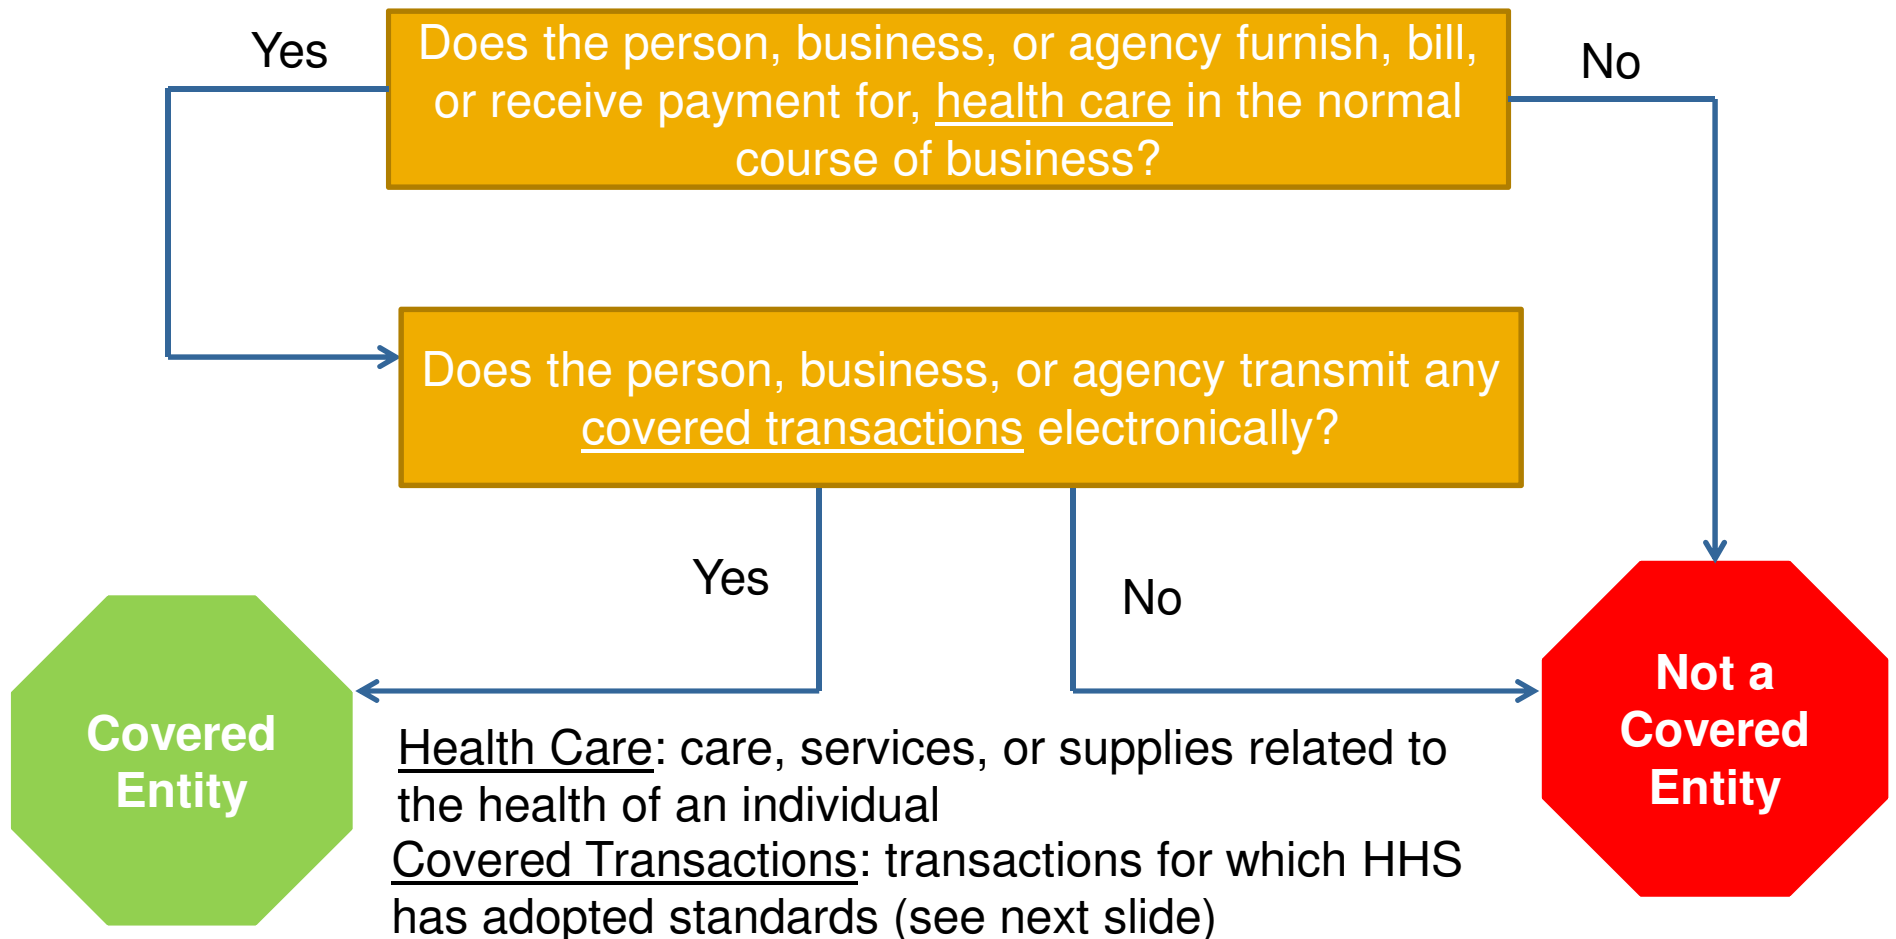 Yes
Does the person, business, or agency furnish, bill,
or receive payment for, health care in the normal
course of business?
No
Does the person, business, or agency transmit any
covered transactions electronically?
Yes
No
Covered
Entity
Not a
Covered
Entity
Health Care: care, services, or supplies related to
the health of an individual
Covered Transactions: transactions for which HHS
has adopted standards (see next slide)